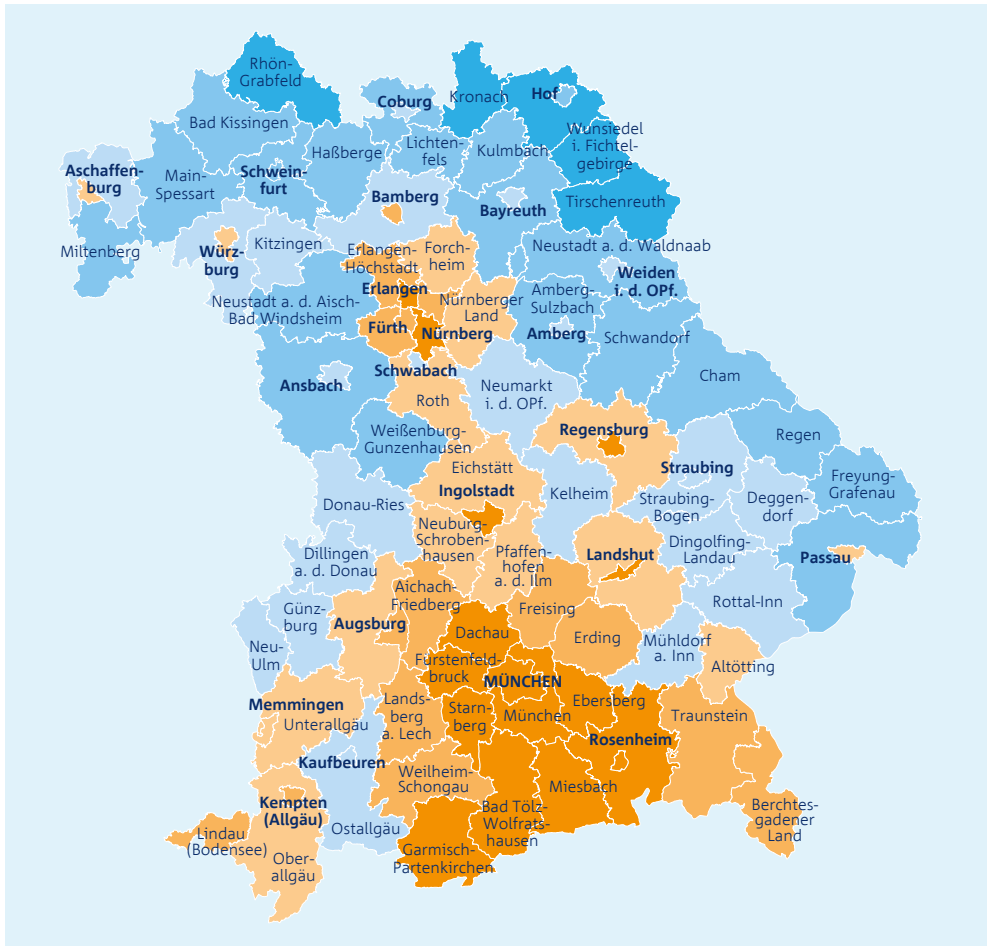 Rhön-
Grabfeld
Coburg
Kronach
Hof
Bad Kissingen
Wunsiedel
i. Fichtel-
gebirge
Lichten-
fels
Kulmbach
Haßberge
Aschaffen-
burg
Main-
Spessart
Schwein-
furt
Bamberg
Bayreuth
Tirschenreuth
Miltenberg
Würz-
burg
Kitzingen
Erlangen-
Höchstadt
Forch-
heim
Neustadt a. d. Waldnaab
Weiden
i. d. OPf.
Erlangen
Neustadt a. d. Aisch-
Bad Windsheim
Nürnberger
Land
Amberg-
Sulzbach
Fürth
Nürnberg
Amberg
Schwandorf
Ansbach
Schwabach
Roth
Neumarkt
i. d. OPf.
Cham
Weißenburg-
Gunzenhausen
Regensburg
Regen
Eichstätt
Ingolstadt
Straubing
Freyung-
Grafenau
Donau-Ries
Kelheim
Straubing-
Bogen
Deggen-
dorf
Neuburg-
Schroben-
hausen
Pfaffen-
hofen
a. d. Ilm
Landshut
Dingolfing-
Landau
Passau
Dillingen
a. d. Donau
Aichach-
Friedberg
Freising
Rottal-Inn
Günz-
burg
Augsburg
Dachau
Erding
Mühldorf
a. Inn
Neu-
Ulm
Fürstenfeld-
bruck
MÜNCHEN
Altötting
Memmingen
Unterallgäu
Lands-
berg
a. Lech
Starn-
berg
München
Ebersberg
Traunstein
Rosenheim
Kaufbeuren
Weilheim-
Schongau
Miesbach
Kempten
(Allgäu)
Ostallgäu
Bad Tölz-
Wolfrats-
hausen
Berchtes-
gadener
Land
Lindau
(Bodensee)
Ober-
allgäu
Garmisch-
Partenkirchen